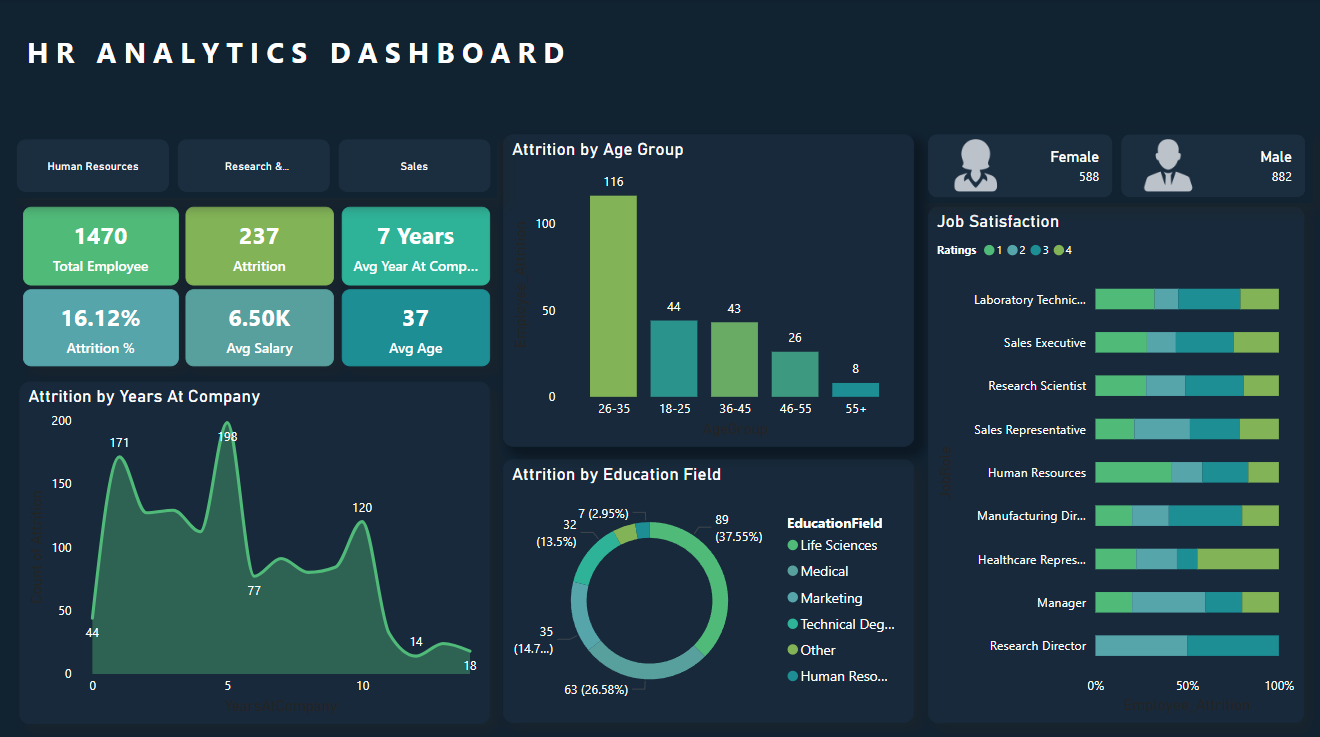 HR ANALYTICS DASHBOARD
Human Resources
Research &...
Sales
1470
Total Employee
237
Attrition
7 Years
Avg Year At Comp...
16.12%
Attrition %
6.50K
Avg Salary
37
Avg Age
Attrition by Years At Company
200
150
100
50
0
44
171
198
77
120
14
18
0
5
10
Attrition by Age Group
100
50
0
116
44
43
26
8
26-35
18-25
36-45
46-55
55+
Attrition by Education Field
7 (2.95%)
32
(13.5%)
35
(14.7...)
63 (26.58%)
89
(37.55%)
EducationField
Life Sciences
Medical
Marketing
Technical Deg...
Other
Human Reso...
Female
588
Male
882
Job Satisfaction
Ratings 1 2 3 4
Laboratory Technic...
Sales Executive
Research Scientist
Sales Representative
Human Resources
Manufacturing Dir...
Healthcare Repres...
Manager
Research Director
0%
50%
100%